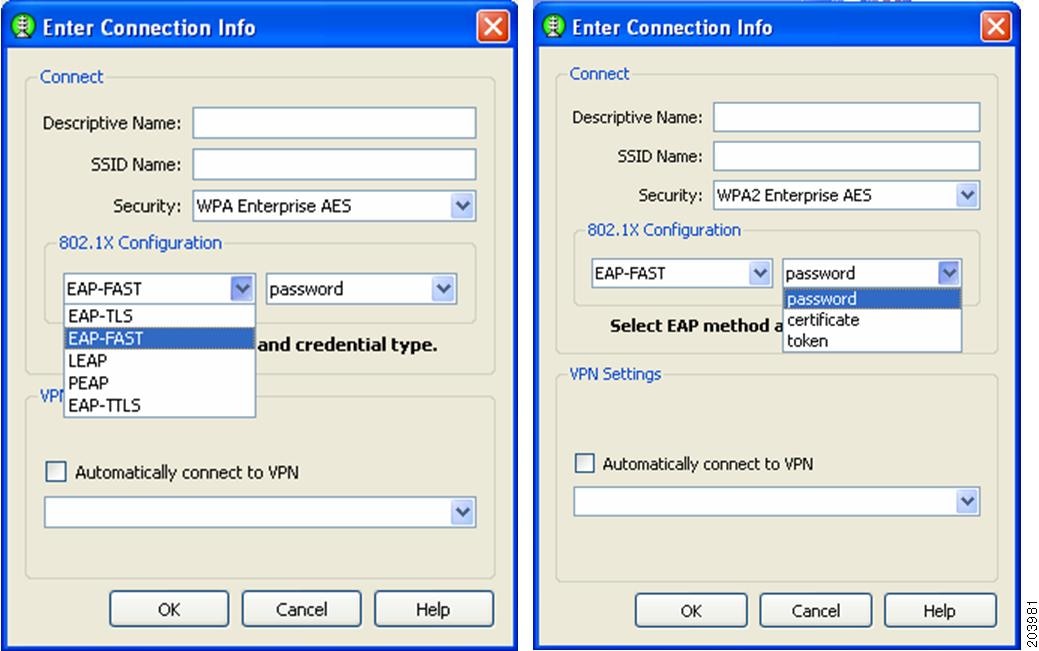 Enter Connection Info
Connect
Descriptive Name:
SSID Name:
Security: WPA Enterprise AES
802.1X Configuration
EAP-FAST password
EAP-TLS
EAP-FAST
and credential type.
LEAP
PEAP
EAP-TTLS
VPN
Automatically connect to VPN
OK Cancel Help
Enter Connection Info
Connect
Descriptive Name:
SSID Name:
Security: WPA2 Enterprise AES
802.1X Configuration
EAP-FAST password
password
certificate
token
Select EAP method a
VPN Settings
Automatically connect to VPN
OK Cancel Help
203981